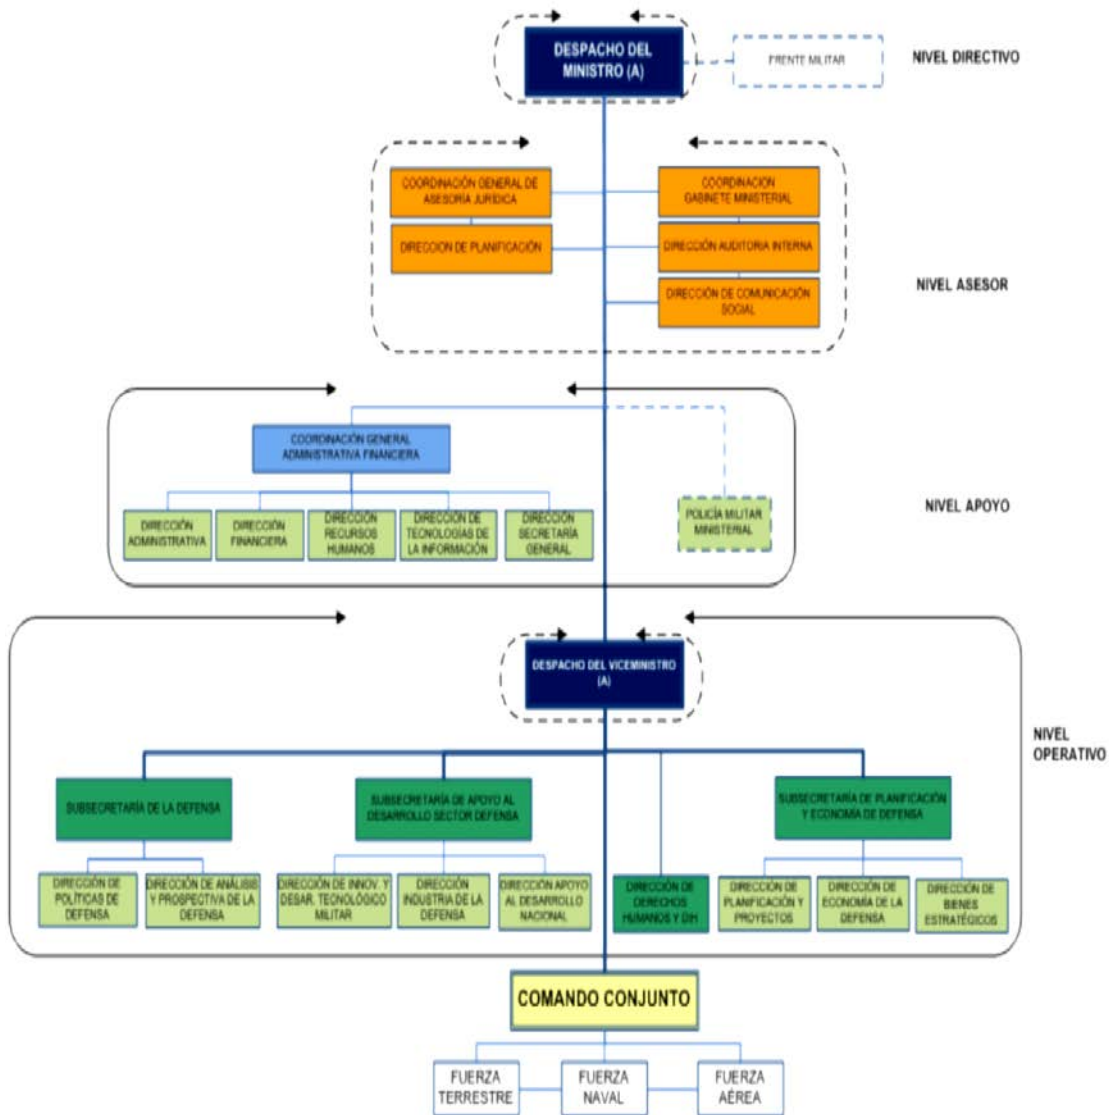 DESPACHO DEL
MINISTRO (A)
FRENTE MILITAR
NIVEL DIRECTIVO
COORDINACIÓN GENERAL DE
ASESORÍA JURÍDICA
COORDINACION
GABINETE MINISTERIAL
DIRECCION DE PLANIFICACIÓN
DIRECCIÓN AUDITORIA INTERNA
DIRECCIÓN DE COMUNICACIÓN
SOCIAL
NIVEL ASESOR
COORDINACIÓN GENERAL
ADMINISTRATIVA FINANCIERA
DIRECCIÓN
ADMINISTRATIVA
DIRECCIÓN
FINANCIERA
DIRECCIÓN
RECURSOS
HUMANOS
DIRECCIÓN DE
TECNOLOGÍAS DE
LA INFORMACIÓN
DIRECCIÓN
SECRETARÍA
GENERAL
POLICÍA MILITAR
MINISTERIAL
NIVEL APOYO
DESPACHO DEL VICEMINISTRO
(A)
NIVEL
OPERATIVO
SUBSECRETARÍA DE LA DEFENSA
SUBSECRETARÍA DE APOYO AL
DESARROLLO SECTOR DEFENSA
SUBSECRETARÍA DE PLANIFICACIÓN
Y ECONOMÍA DE DEFENSA
DIRECCIÓN DE
POLÍTICAS DE
DEFENSA
DIRECCIÓN DE ANÁLISIS
Y PROSPECTIVA DE LA
DEFENSA
DIRECCIÓN DE INNOV. Y
DESAR. TECNOLÓGICO
MILITAR
DIRECCIÓN
INDUSTRIA DE LA
DEFENSA
DIRECCIÓN APOYO
AL DESARROLLO
NACIONAL
DIRECCIÓN DE
DERECHOS
HUMANOS Y DIH
DIRECCIÓN DE
PLANIFICACIÓN Y
PROYECTOS
DIRECCIÓN DE
ECONOMÍA DE LA
DEFENSA
DIRECCIÓN DE
BIENES
ESTRATÉGICOS
COMANDO CONJUNTO
FUERZA
TERRESTRE
FUERZA
NAVAL
FUERZA
AÉREA